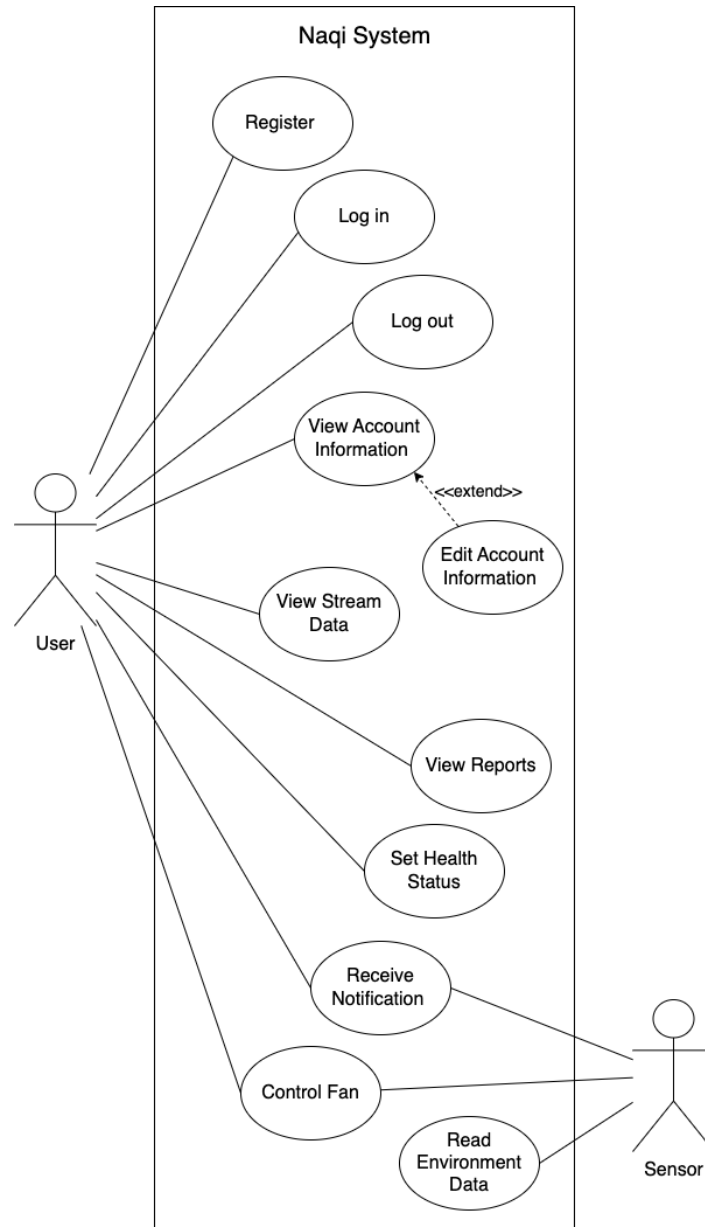 Naqi System
Register
Log in
Log out
View Account
Information
<<extend>>
Edit Account
Information
View Stream
Data
User
View Reports
Set Health
Status
Receive
Notification
Control Fan
Read
Environment
Data
Sensor